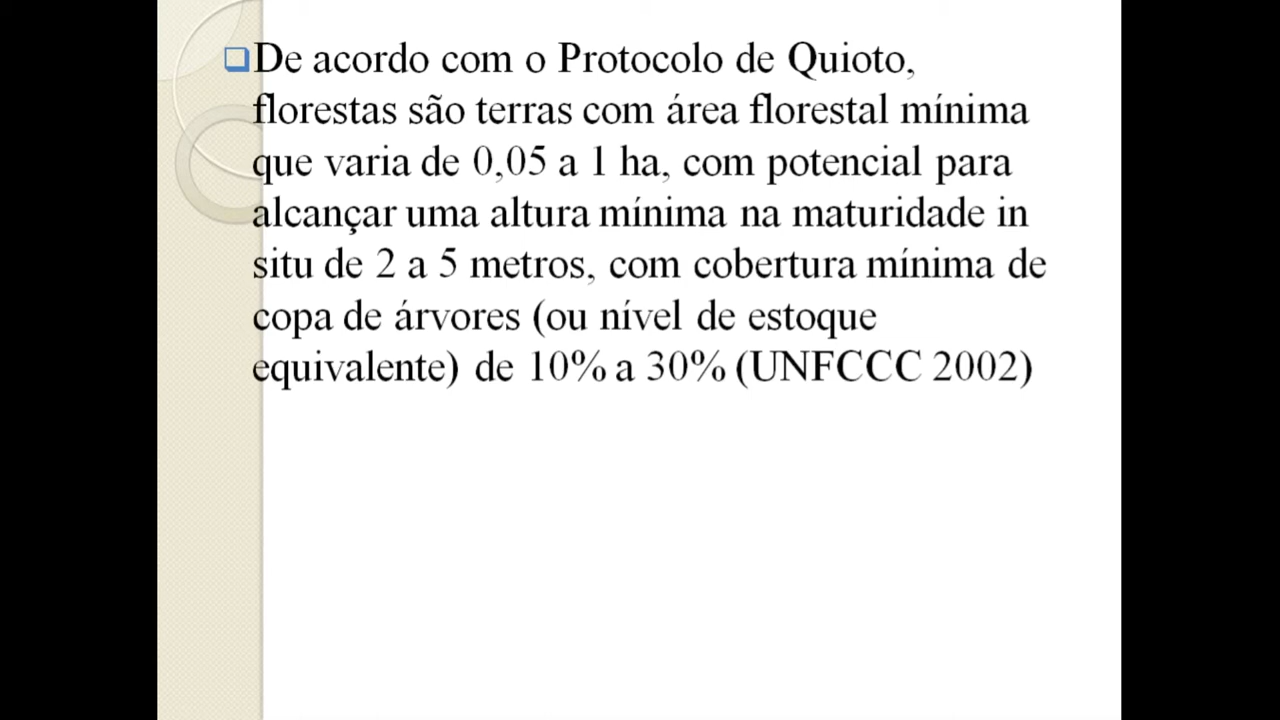 De acordo com o Protocolo de Quioto,
florestas são terras com área florestal mínima
que varia de 0,05 a 1 ha, com potencial para
alcançar uma altura mínima na maturidade in
situ de 2 a 5 metros, com cobertura mínima de
copa de árvores (ou nível de estoque
equivalente) de 10% a 30% (UNFCCC 2002)